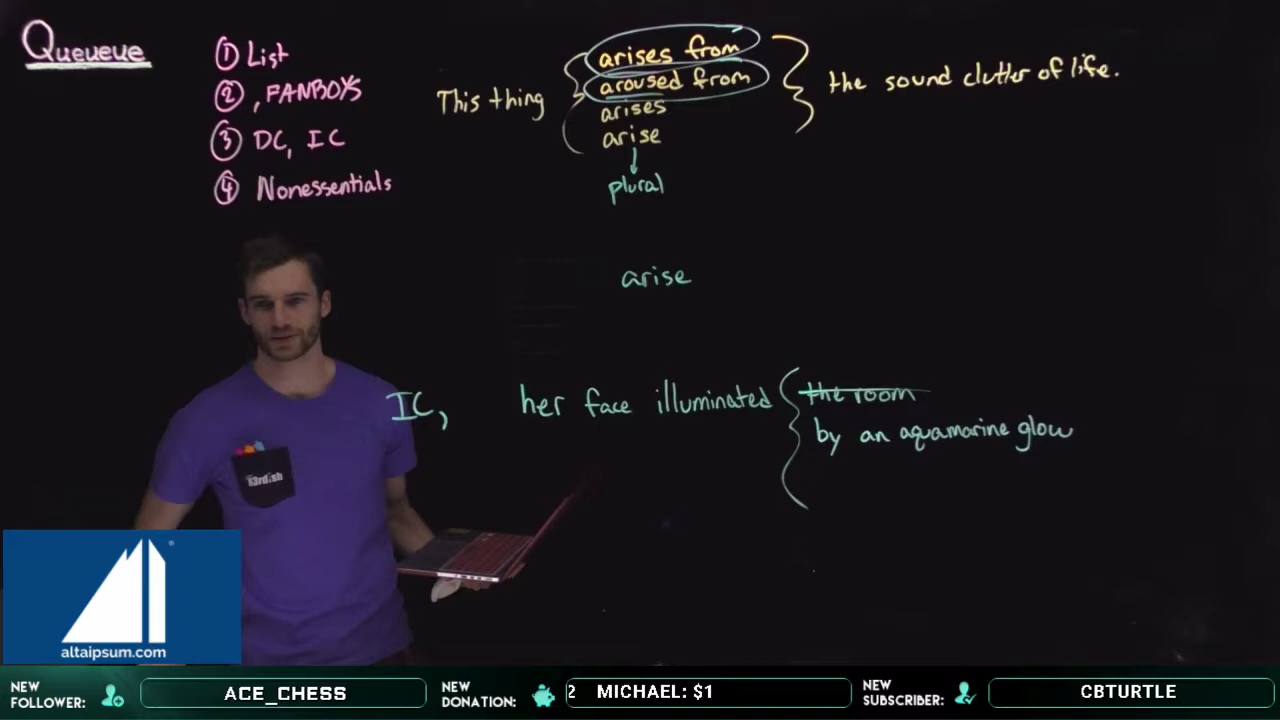 Queueue
① List
② , FANBOYS
③ DC, IC
④ Nonessentials
This thing
arises from
aroused from
arises
arise
plural
the sound clutter of life.
arise
IC, her face illuminated
the room
by an aquamarine glow
n3rdish
altaipsum.com
NEW FOLLOWER: ACE_CHESS
NEW DONATION: 2 MICHAEL: $1
NEW SUBSCRIBER: CBTURTLE